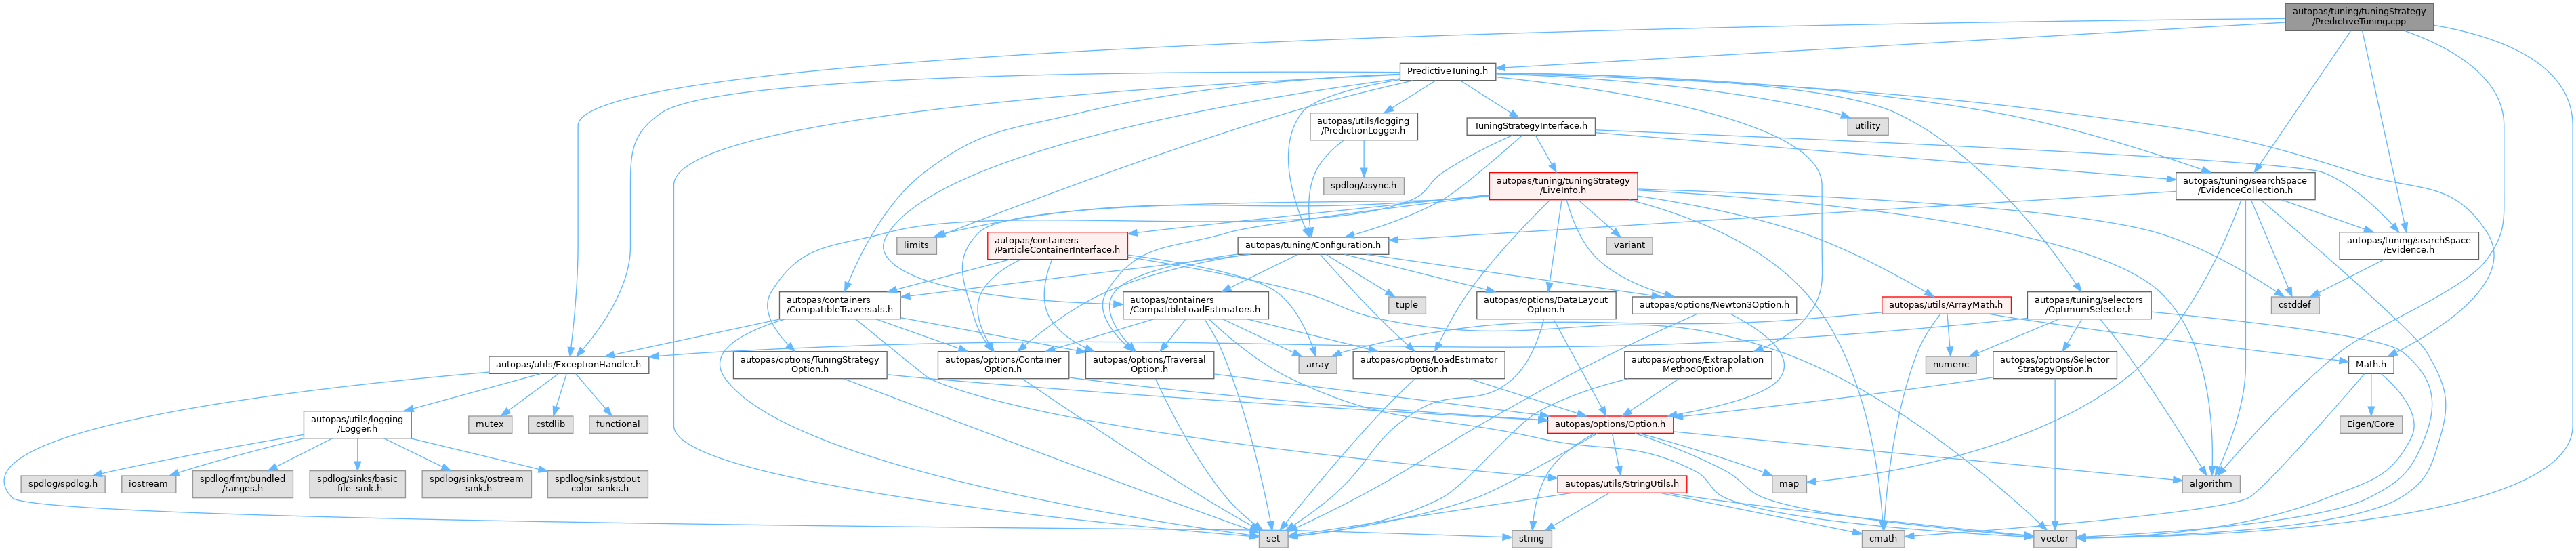 autopas/tuning/tuningStrategy
/PredictiveTuning.cpp
PredictiveTuning.h
autopas/utils/logging
/PredictionLogger.h
TuningStrategyInterface.h
utility
spdlog/async.h
autopas/tuning/tuningStrategy
/LiveInfo.h
autopas/tuning/searchSpace
/EvidenceCollection.h
limits
autopas/containers
/ParticleContainerInterface.h
autopas/tuning/Configuration.h
variant
autopas/tuning/searchSpace
/Evidence.h
autopas/containers
/CompatibleTraversals.h
autopas/containers
/CompatibleLoadEstimators.h
tuple
autopas/options/DataLayout
Option.h
autopas/options/Newton3Option.h
autopas/utils/ArrayMath.h
autopas/tuning/selectors
/OptimumSelector.h
cstddef
autopas/utils/ExceptionHandler.h
autopas/options/TuningStrategy
Option.h
autopas/options/Container
Option.h
autopas/options/Traversal
Option.h
array
autopas/options/LoadEstimator
Option.h
autopas/options/Extrapolation
MethodOption.h
numeric
autopas/options/Selector
StrategyOption.h
Math.h
autopas/utils/logging
/Logger.h
mutex
cstdlib
functional
autopas/options/Option.h
Eigen/Core
spdlog/spdlog.h
iostream
spdlog/fmt/bundled
/ranges.h
spdlog/sinks/basic
_file_sink.h
spdlog/sinks/ostream
_sink.h
spdlog/sinks/stdout
_color_sinks.h
autopas/utils/StringUtils.h
map
algorithm
set
string
cmath
vector